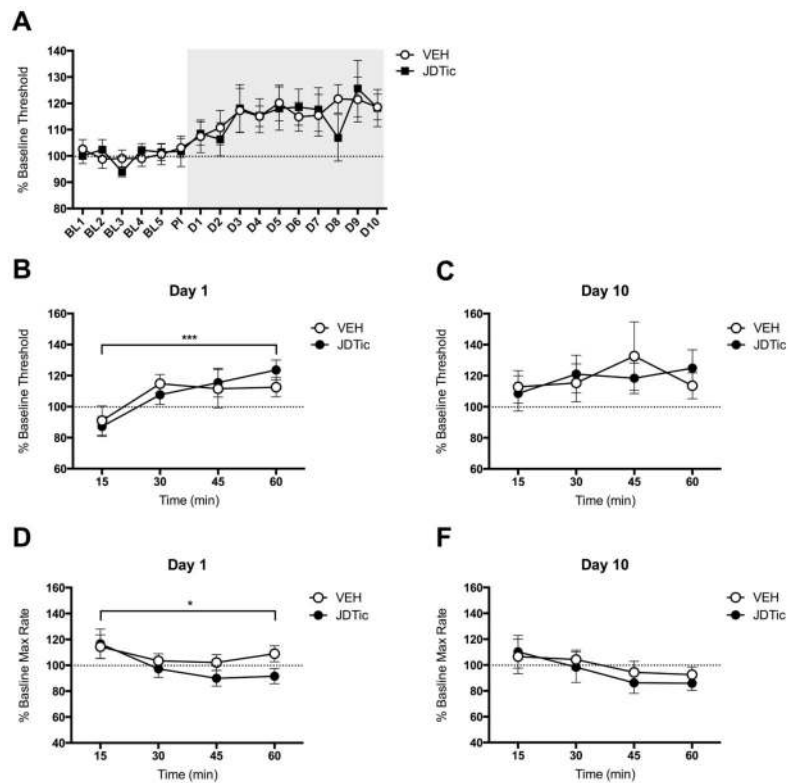 A
VEH
JDTic
% Baseline Threshold
140
130
120
110
100
90
80
BL1 BL2 BL3 BL4 BL5 PI D1 D2 D3 D4 D5 D6 D7 D8 D9 D10
B
Day 1
VEH
JDTic
***
% Baseline Threshold
160
140
120
100
80
60
15 30 45 60
Time (min)
C
Day 10
VEH
JDTic
% Baseline Threshold
160
140
120
100
80
60
15 30 45 60
Time (min)
D
Day 1
VEH
JDTic
*
% Basline Max Rate
160
140
120
100
80
60
40
15 30 45 60
Time (min)
F
Day 10
VEH
JDTic
% Basline Max Rate
160
140
120
100
80
60
40
15 30 45 60
Time (min)